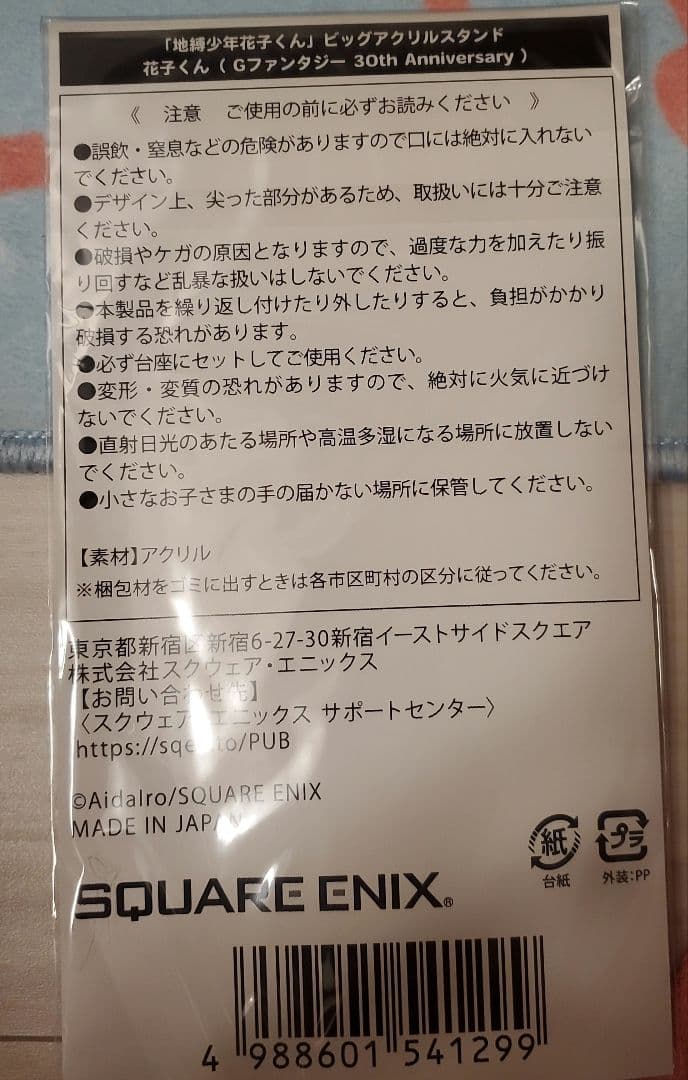 「地縛少年花子くん」ビッグアクリルスタンド
花子くん（Gファンタジー 30th Anniversary）
《 注意 ご使用の前に必ずお読みください 》
●誤飲・窒息などの危険がありますので口には絶対に入れない
でください。
●デザイン上、尖った部分があるため、取扱いには十分ご注意
ください。
●破損やケガの原因となりますので、過度な力を加えたり振
り回すなど乱暴な扱いはしないでください。
●本製品を繰り返し付けたり外したりすると、負担がかかり
破損する恐れがあります。
●必ず台座にセットしてご使用ください。
●変形・変質の恐れがありますので、絶対に火気に近づけ
ないでください。
●直射日光のあたる場所や高温多湿になる場所に放置しない
でください。
●小さなお子さまの手の届かない場所に保管してください。
【素材】アクリル
※梱包材をゴミに出すときは各市区町村の区分に従ってください。
東京都新宿区新宿6-27-30新宿イーストサイドスクエア
株式会社スクウェア・エニックス
【お問い合わせ先】
〈スクウェア・エニックス サポートセンター〉
https://sqex.to/PUB
©AidaIro/SQUARE ENIX
MADE IN JAPAN
紙
台紙
プラ
外装:PP
SQUARE ENIX®
4 988601 541299